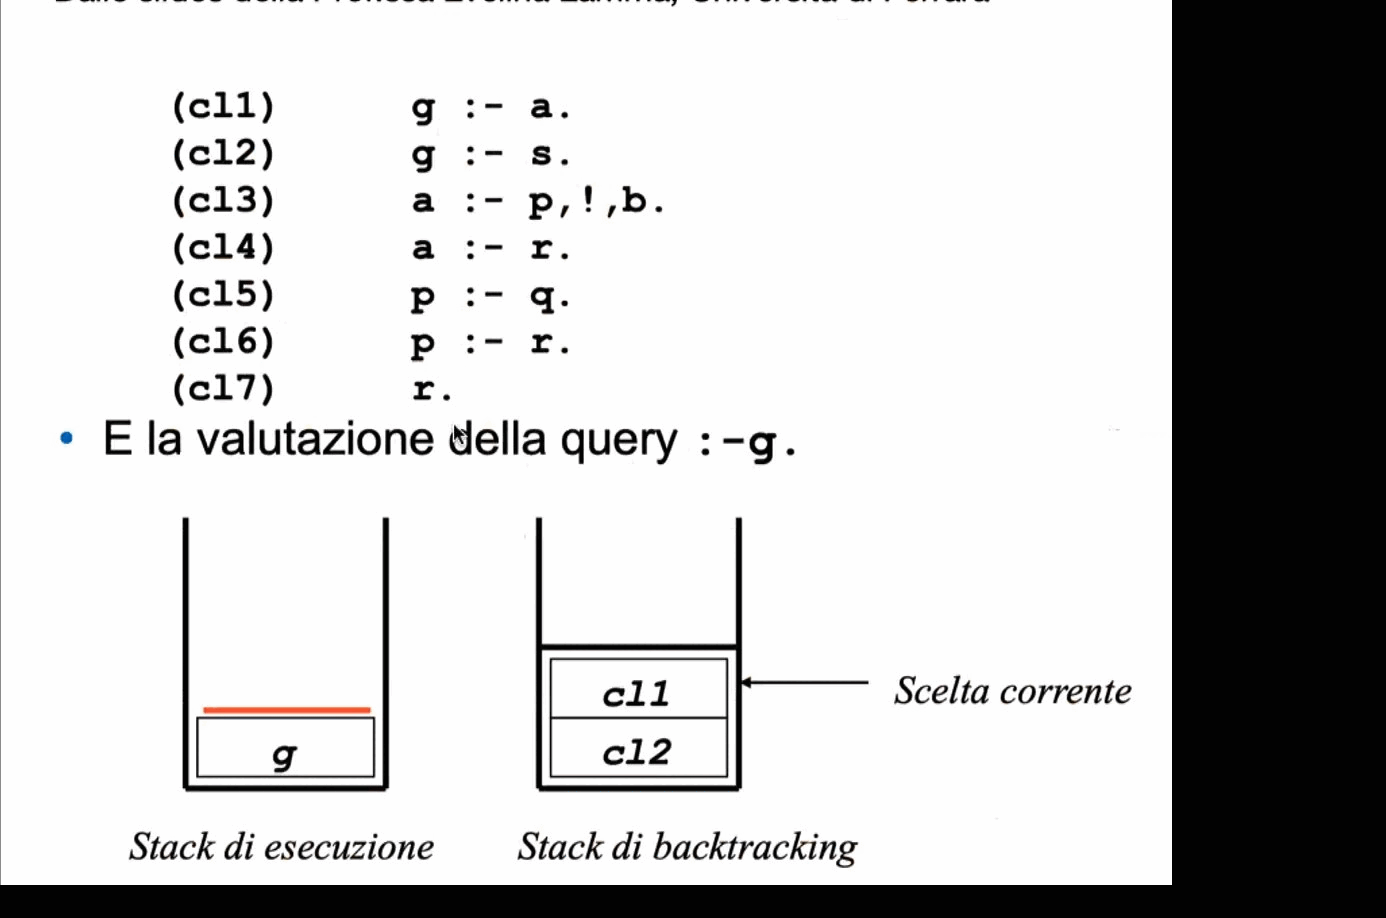 (cl1) g :- a.
(cl2) g :- s.
(cl3) a :- p,!,b.
(cl4) a :- r.
(cl5) p :- q.
(cl6) p :- r.
(cl7) r.
• E la valutazione della query :-g.
cl1
Scelta corrente
g cl2
Stack di esecuzione Stack di backtracking